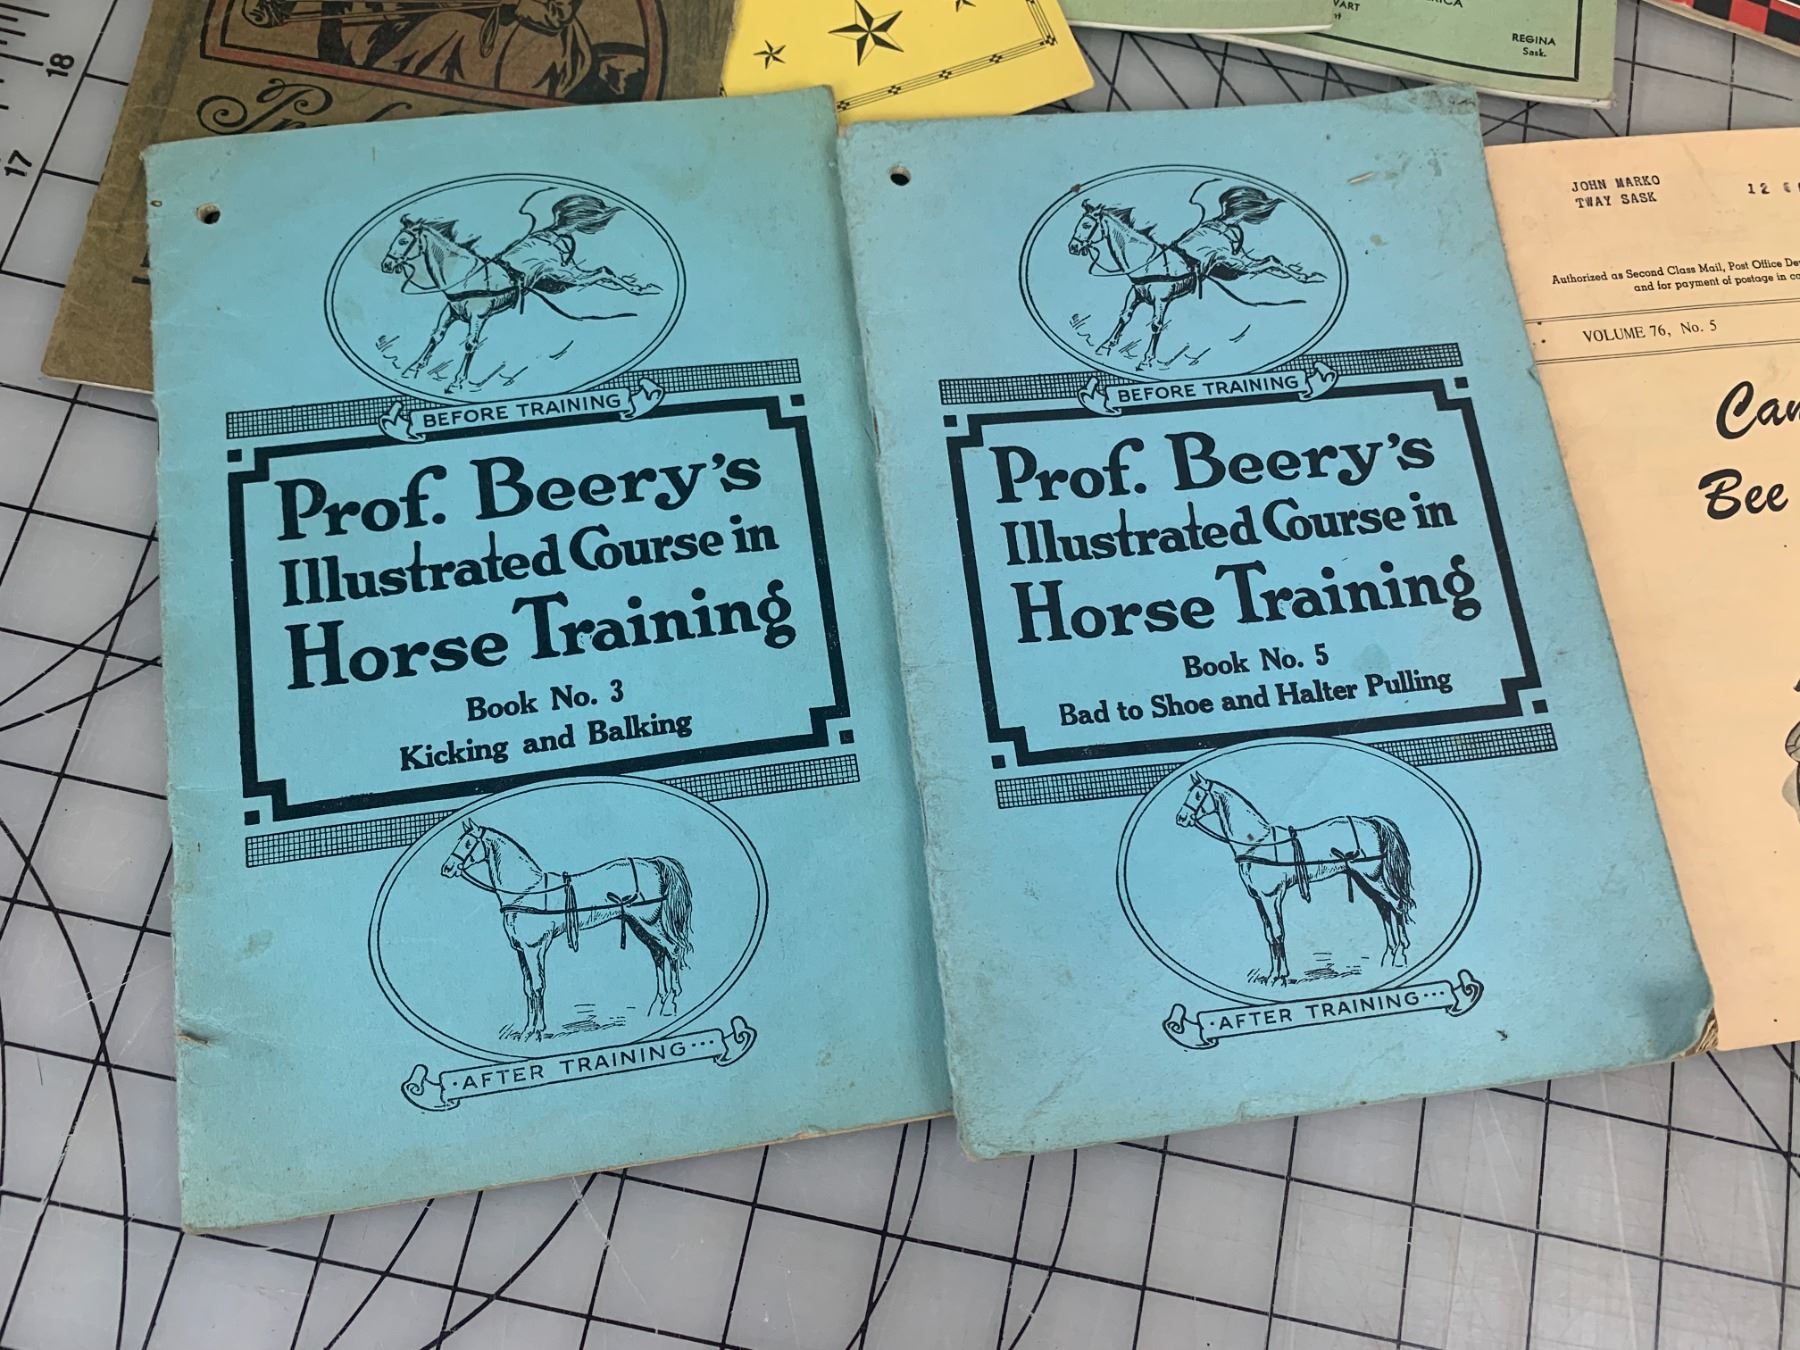 18
17
WART
REGINA
Sask.
BEFORE TRAINING
Prof. Beery's
Illustrated Course in
Horse Training
Book No. 3
Kicking and Balking
·AFTER TRAINING···
BEFORE TRAINING
Prof. Beery's
Illustrated Course in
Horse Training
Book No. 5
Bad to Shoe and Halter Pulling
·AFTER TRAINING···
JOHN MARKO
TWAY SASK
12
Authorized as Second Class Mail, Post Office
and for payment of postage in
VOLUME 76, No. 5
Can
Bee